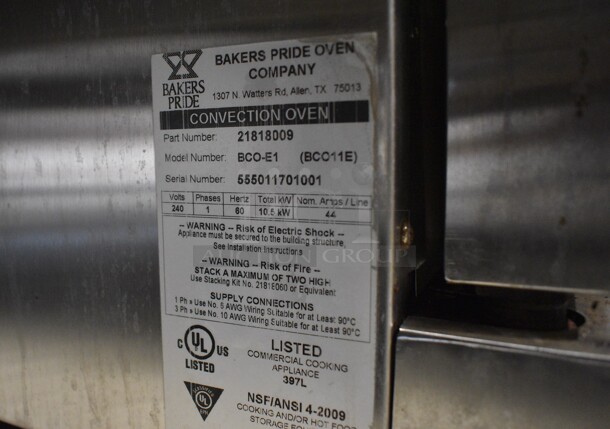 BAKERS PRIDE
BAKERS PRIDE OVEN
COMPANY
1307 N. Watters Rd, Allen, TX 75013
CONVECTION OVEN
Part Number: 21818009
Model Number: BCO-E1 (BCO11E)
Serial Number: 555011701001
Volts Phases Hertz Total kW Nom. Amps / Line
240 1 60 10.5 kW 44
-- WARNING -- Risk of Electric Shock --
Appliance must be secured to the building structure,
See Installation Instructions
-- WARNING -- Risk of Fire --
STACK A MAXIMUM OF TWO HIGH
Use Stacking Kit No. 21818060 or Equivalent
SUPPLY CONNECTIONS
1 Ph » Use No. 5 AWG Wiring Suitable for at Least 90°C
3 Ph » Use No. 10 AWG Wiring Suitable for at Least 90°C
C UL US
LISTED
LISTED
COMMERCIAL COOKING
APPLIANCE
397L
UL
NSF/ANSI 4-2009
COOKING AND/OR HOT FOOD
AUCTION GROUP